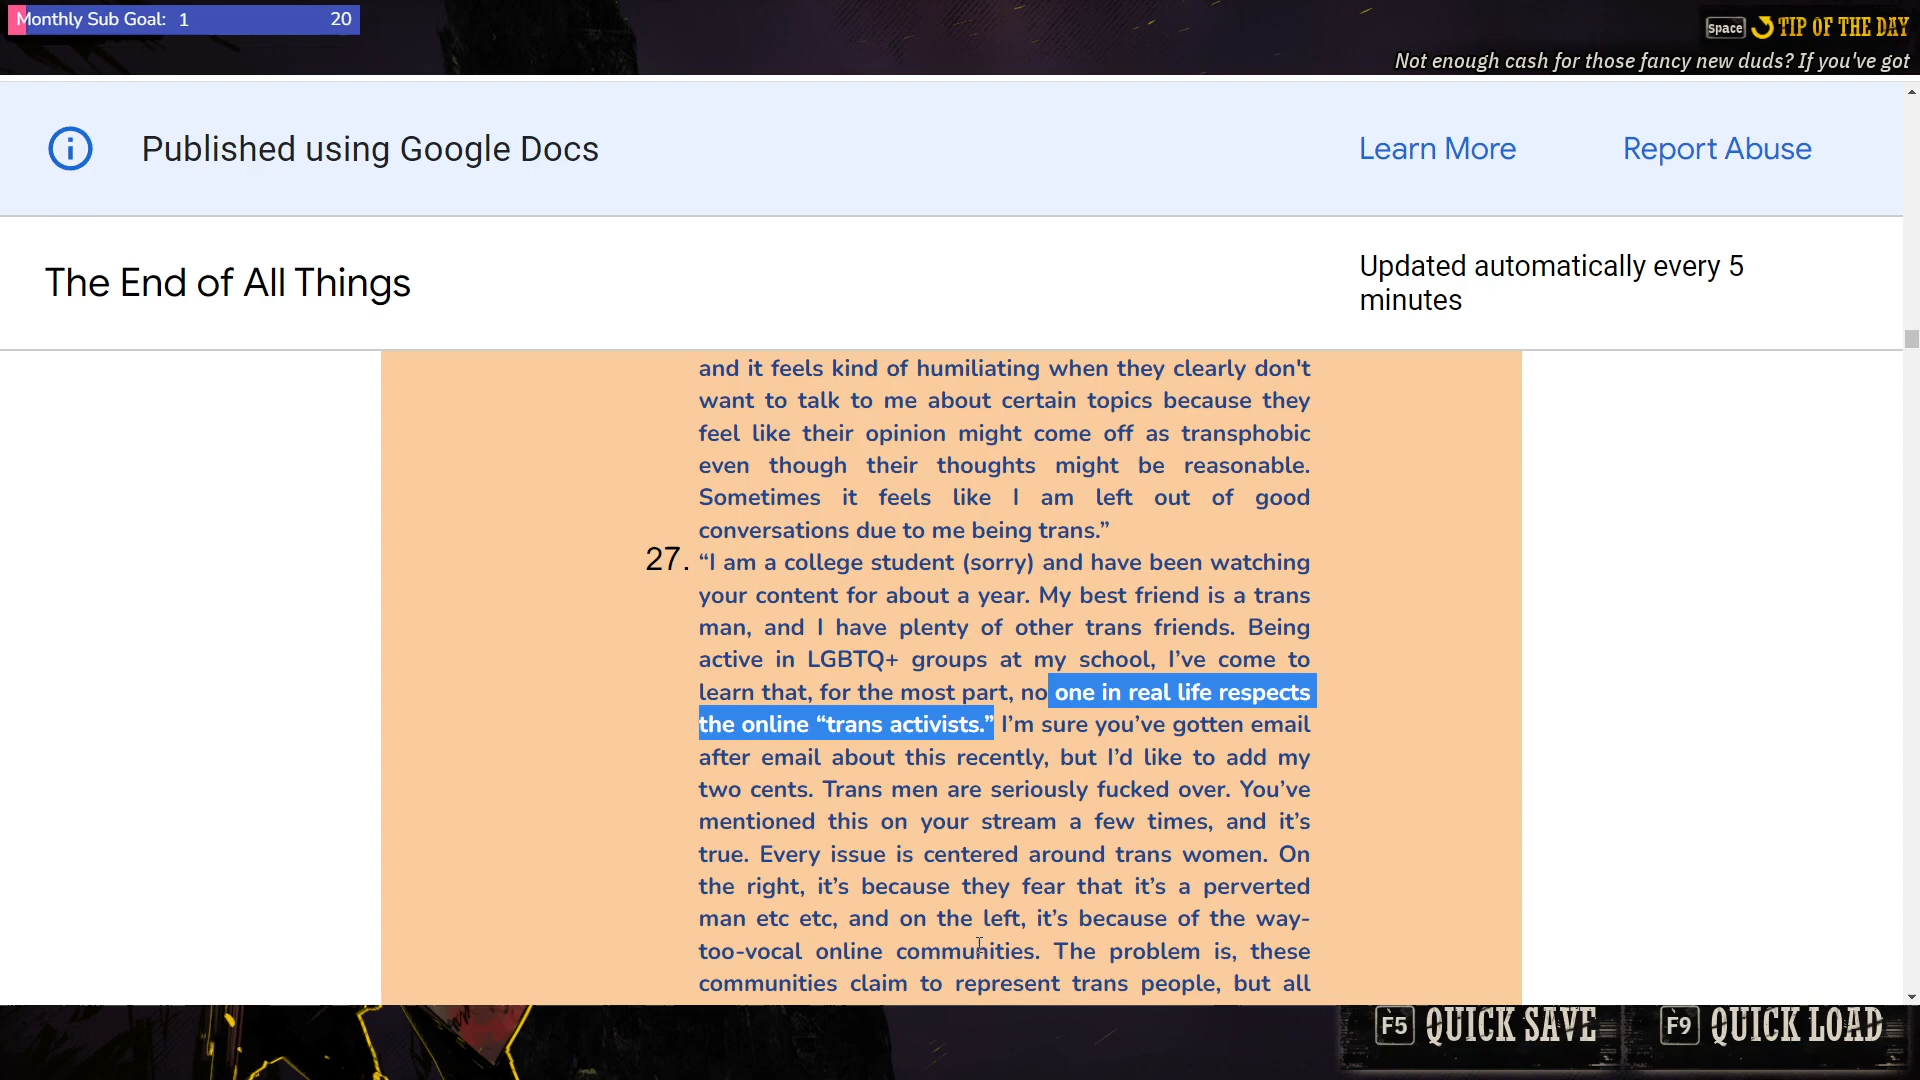 Monthly Sub Goal: 1 20
Space TIP OF THE DAY
Not enough cash for those fancy new duds? If you've got
Published using Google Docs
Learn More
Report Abuse
The End of All Things
Updated automatically every 5
minutes
and it feels kind of humiliating when they clearly don't
want to talk to me about certain topics because they
feel like their opinion might come off as transphobic
even though their thoughts might be reasonable.
Sometimes it feels like I am left out of good
conversations due to me being trans.”
27. “I am a college student (sorry) and have been watching
your content for about a year. My best friend is a trans
man, and I have plenty of other trans friends. Being
active in LGBTQ+ groups at my school, I’ve come to
learn that, for the most part, no one in real life respects
the online “trans activists.” I’m sure you’ve gotten email
after email about this recently, but I’d like to add my
two cents. Trans men are seriously fucked over. You’ve
mentioned this on your stream a few times, and it’s
true. Every issue is centered around trans women. On
the right, it’s because they fear that it’s a perverted
man etc etc, and on the left, it’s because of the way-
too-vocal online communities. The problem is, these
communities claim to represent trans people, but all
F5 QUICK SAVE
F9 QUICK LOAD